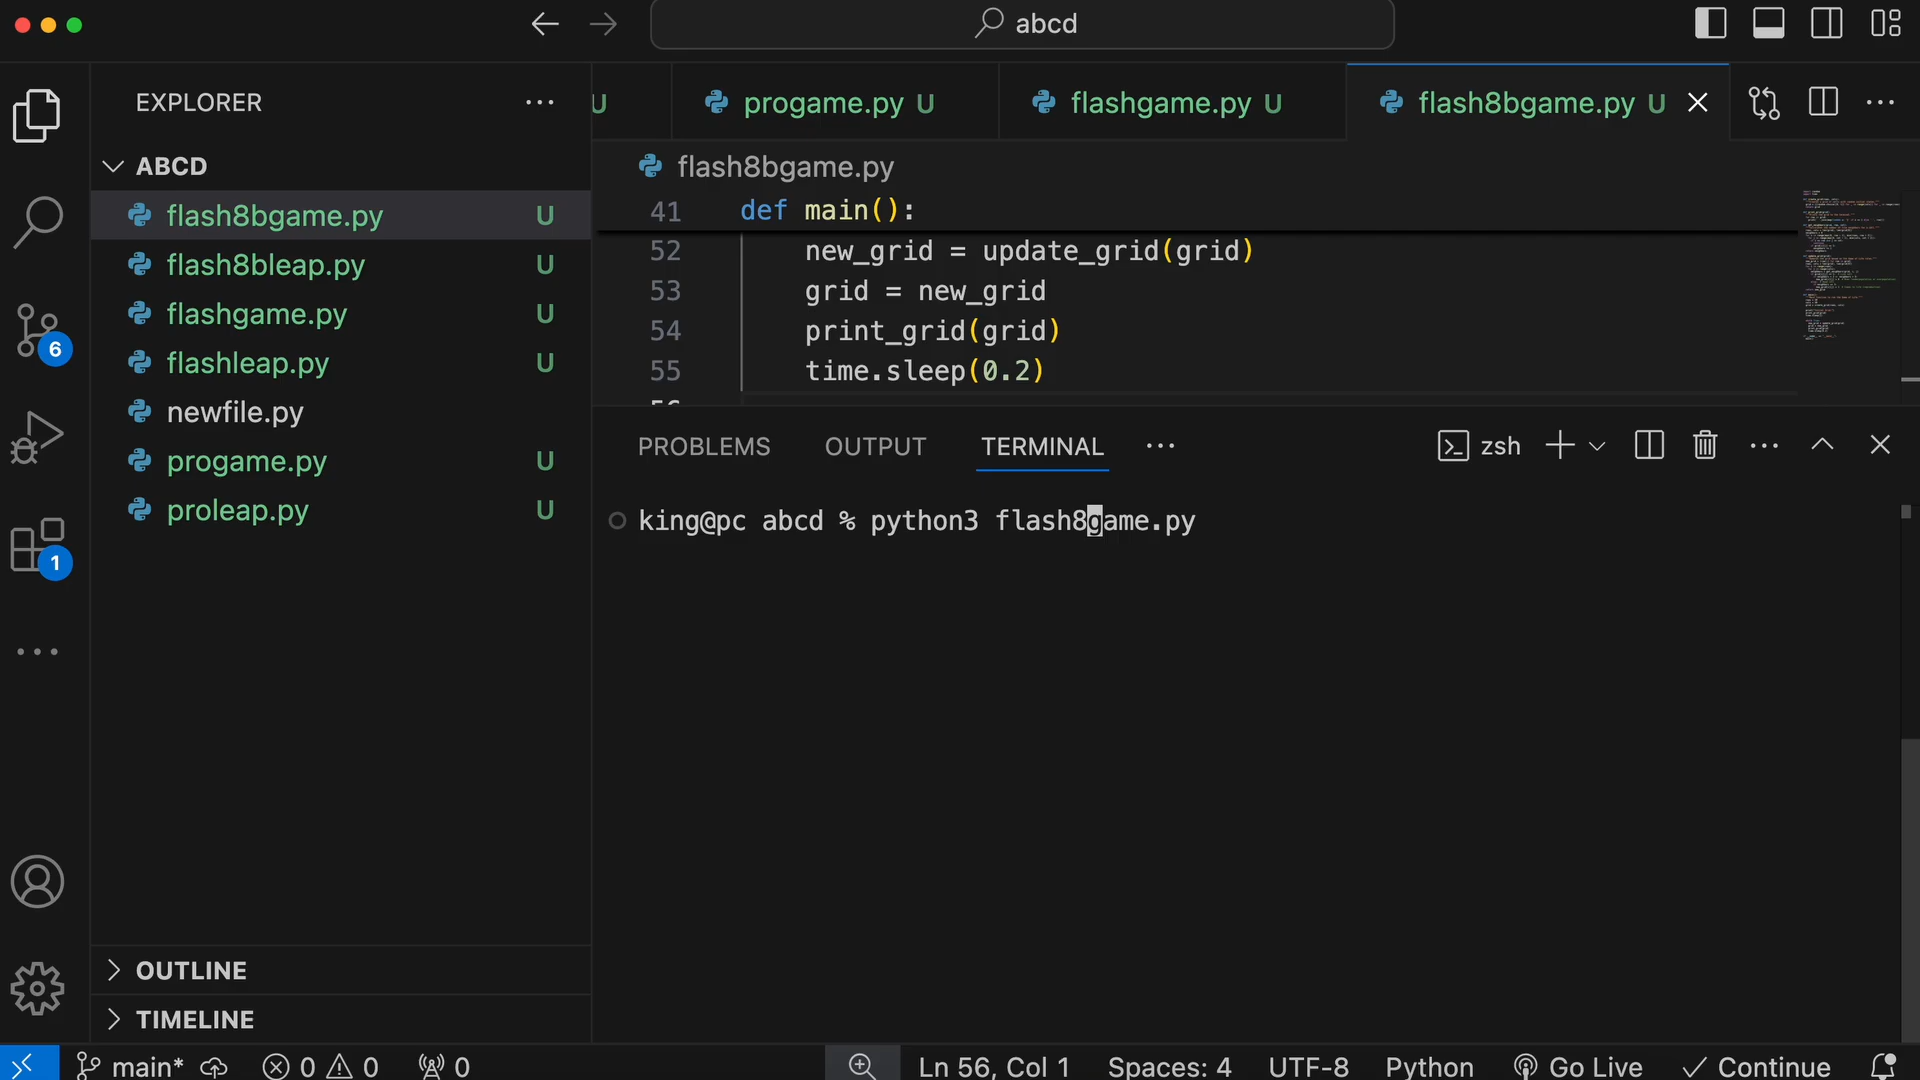 abcd
EXPLORER
ABCD
flash8bgame.py U
flash8bleap.py U
flashgame.py U
flashleap.py U
newfile.py
progame.py U
proleap.py U
OUTLINE
TIMELINE
6
1
U
progame.py U
flashgame.py U
flash8bgame.py U
flash8bgame.py
41 def main():
52 new_grid = update_grid(grid)
53 grid = new_grid
54 print_grid(grid)
55 time.sleep(0.2)
PROBLEMS OUTPUT TERMINAL
zsh
king@pc abcd % python3 flash8game.py
main* 0 0 0
Ln 56, Col 1 Spaces: 4 UTF-8 Python Go Live Continue